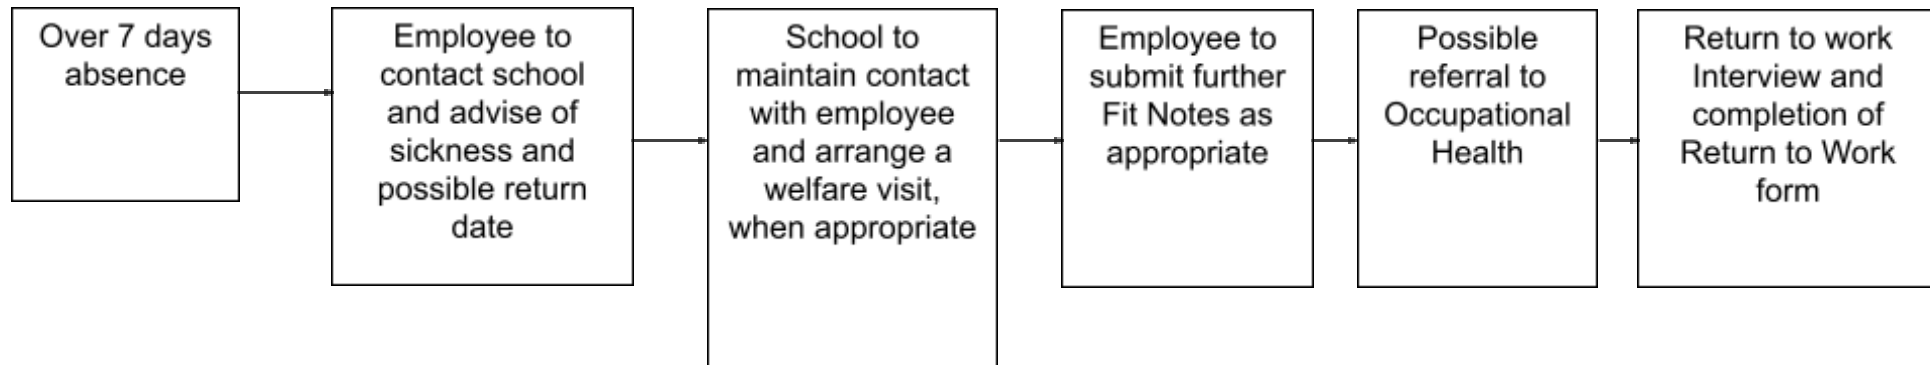 Over 7 days
absence
Employee to
contact school
and advise of
sickness and
possible return
date
School to
maintain contact
with employee
and arrange a
welfare visit,
when appropriate
Employee to
submit further
Fit Notes as
appropriate
Possible
referral to
Occupational
Health
Return to work
Interview and
completion of
Return to Work
form